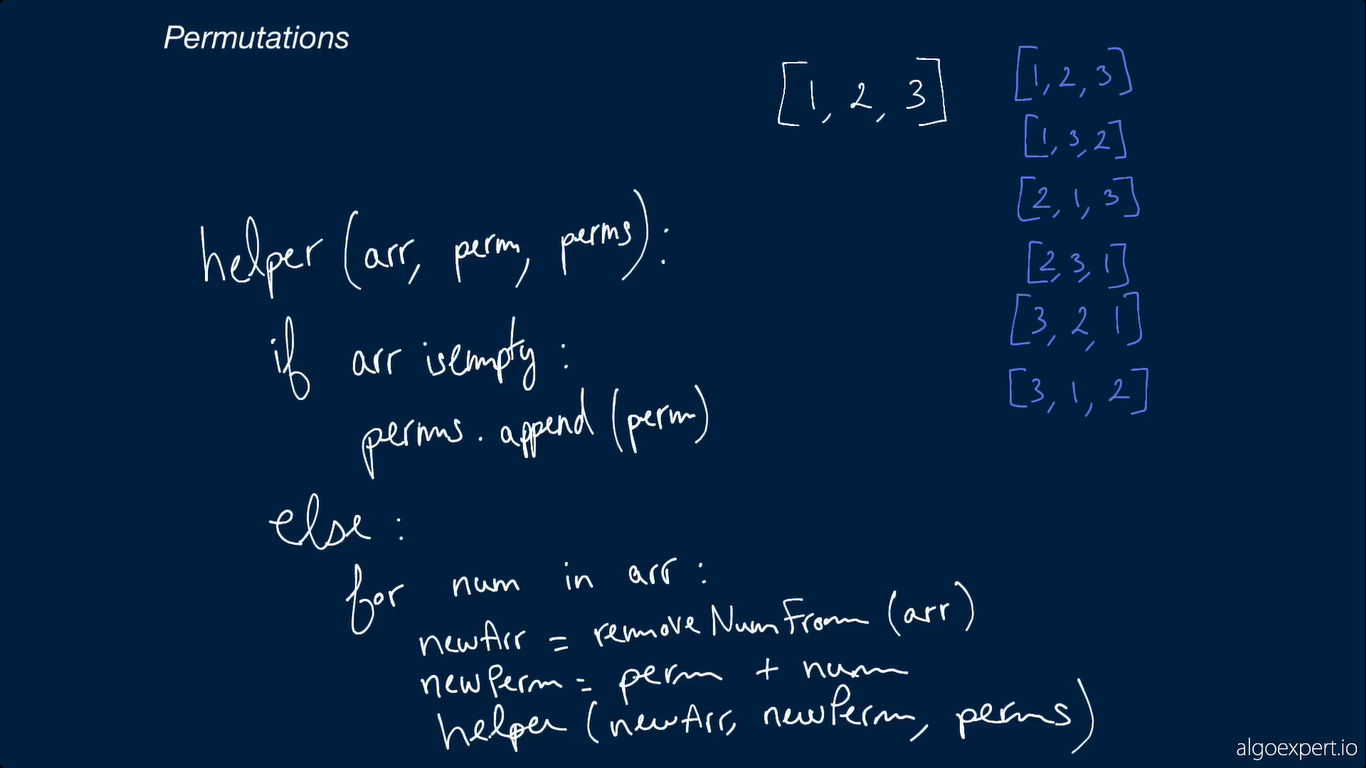 Permutations
[1, 2, 3]
[1, 2, 3]
[1, 3, 2]
[2, 1, 3]
[2, 3, 1]
[3, 2, 1]
[3, 1, 2]
helper (arr, perm, perms):
if arr isempty:
perms.append(perm)
else:
for num in arr:
newArr = removeNumFrom(arr)
newPerm = perm + num
helper (newArr, newPerm, perms)
algoexpert.io